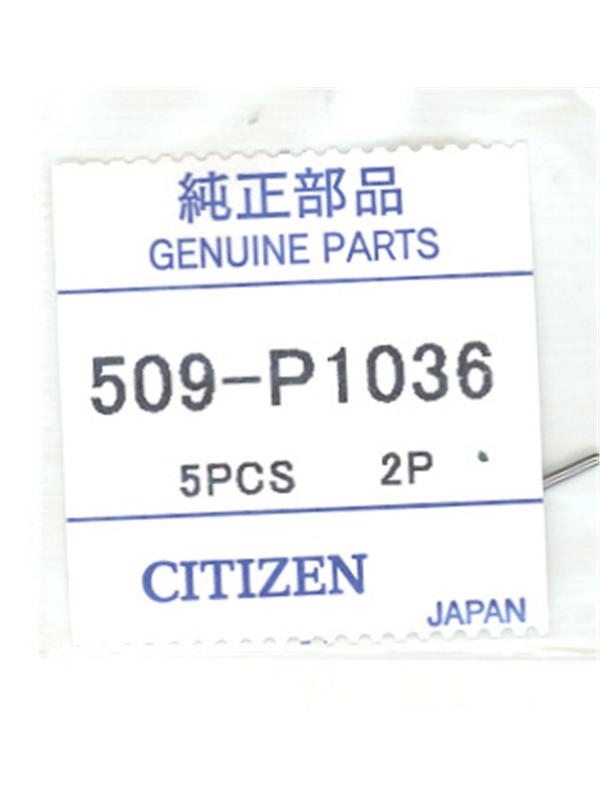 純正部品
GENUINE PARTS
509-P1036
5PCS 2P
CITIZEN
JAPAN